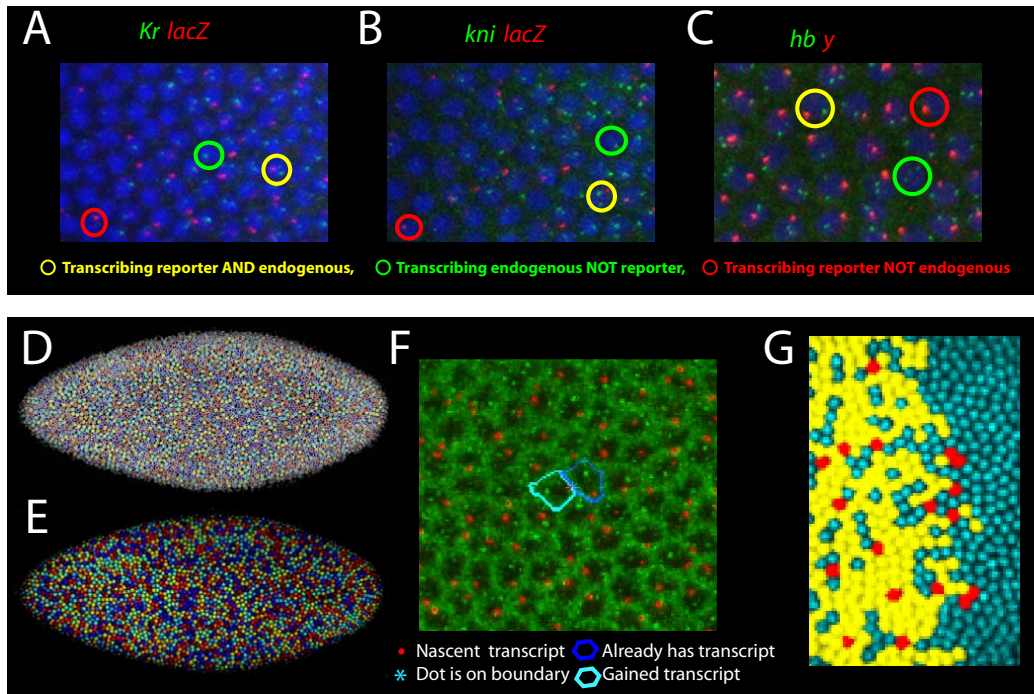 A
Kr lacZ
B
kni lacZ
C
hb y
Transcribing reporter AND endogenous,
Transcribing endogenous NOT reporter,
Transcribing reporter NOT endogenous
D
E
F
Nascent transcript
Already has transcript
Dot is on boundary
Gained transcript
G